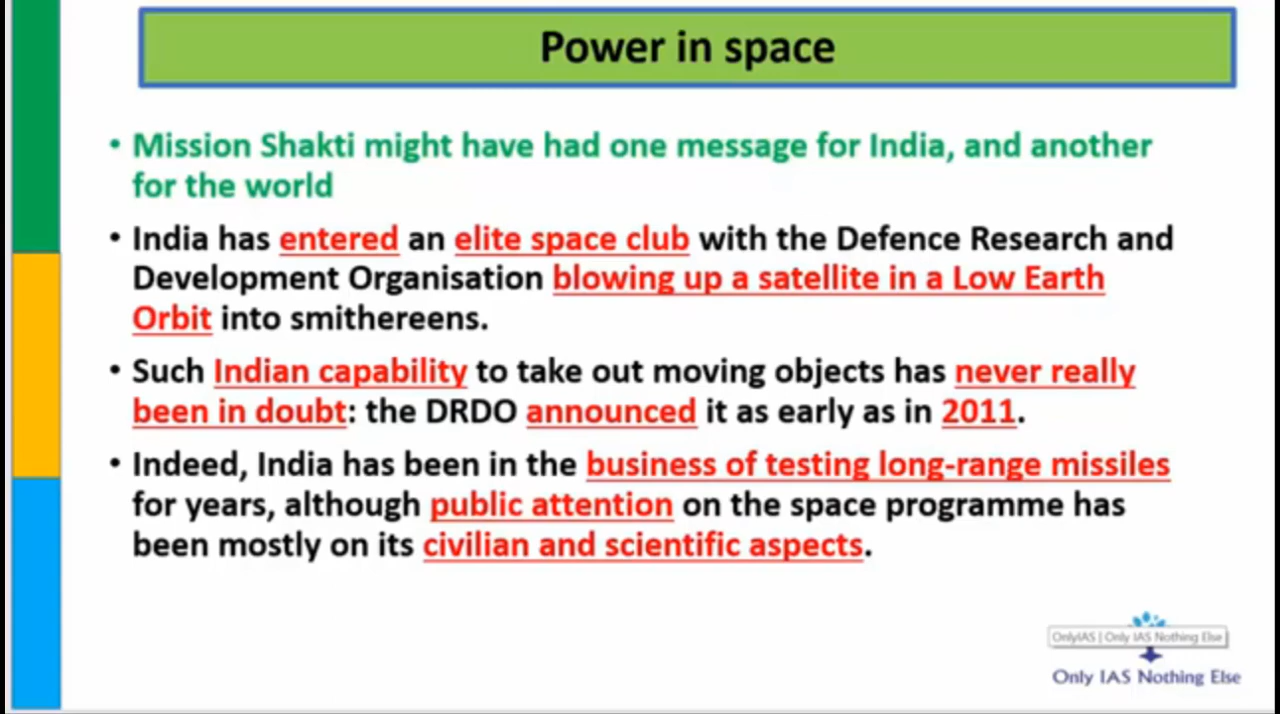 Power in space
• Mission Shakti might have had one message for India, and another
for the world
• India has entered an elite space club with the Defence Research and
Development Organisation blowing up a satellite in a Low Earth
Orbit into smithereens.
• Such Indian capability to take out moving objects has never really
been in doubt: the DRDO announced it as early as in 2011.
• Indeed, India has been in the business of testing long-range missiles
for years, although public attention on the space programme has
been mostly on its civilian and scientific aspects.
OnlyIAS | Only IAS Nothing Else
Only IAS Nothing Else